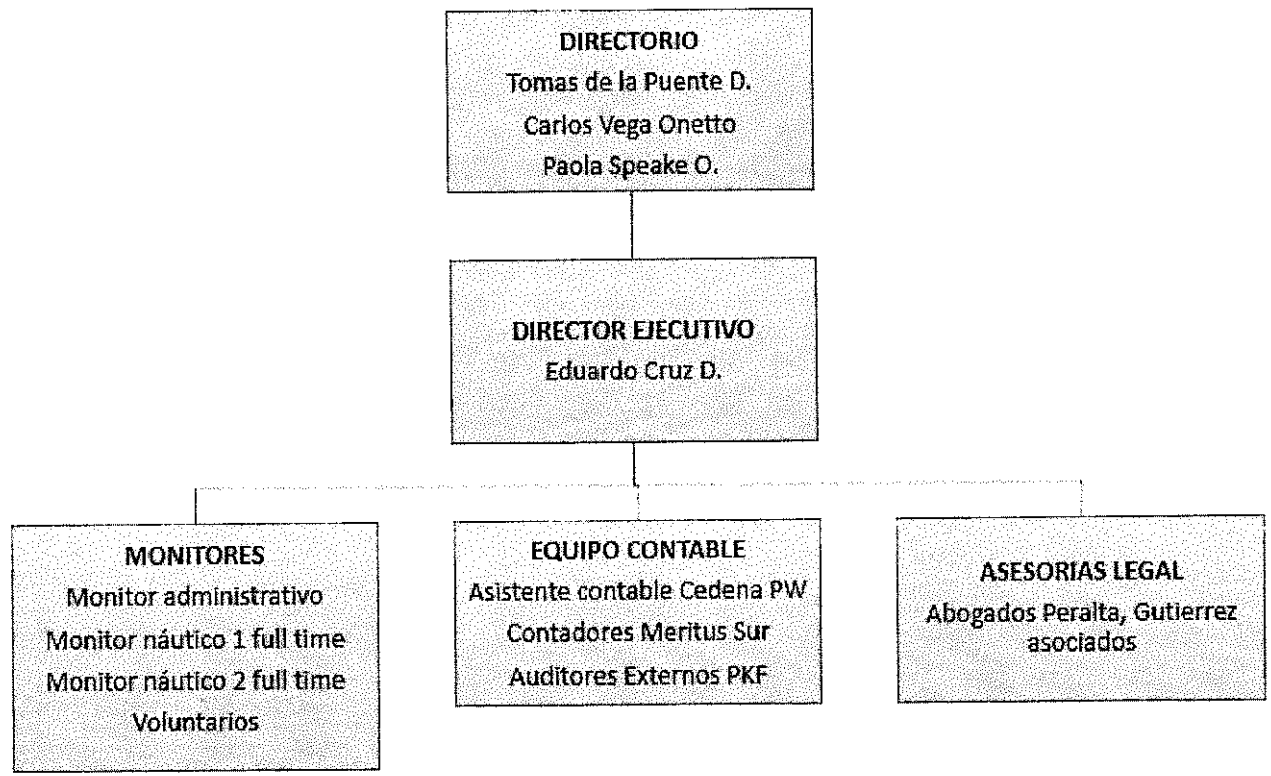 DIRECTORIO
Tomas de la Puente D.
Carlos Vega Onetto
Paola Speake O.
DIRECTOR EJECUTIVO
Eduardo Cruz D.
MONITORES
Monitor administrativo
Monitor náutico 1 full time
Monitor náutico 2 full time
Voluntarios
EQUIPO CONTABLE
Asistente contable Cedena PW
Contadores Meritus Sur
Auditores Externos PKF
ASESORIAS LEGAL
Abogados Peralta, Gutierrez
asociados